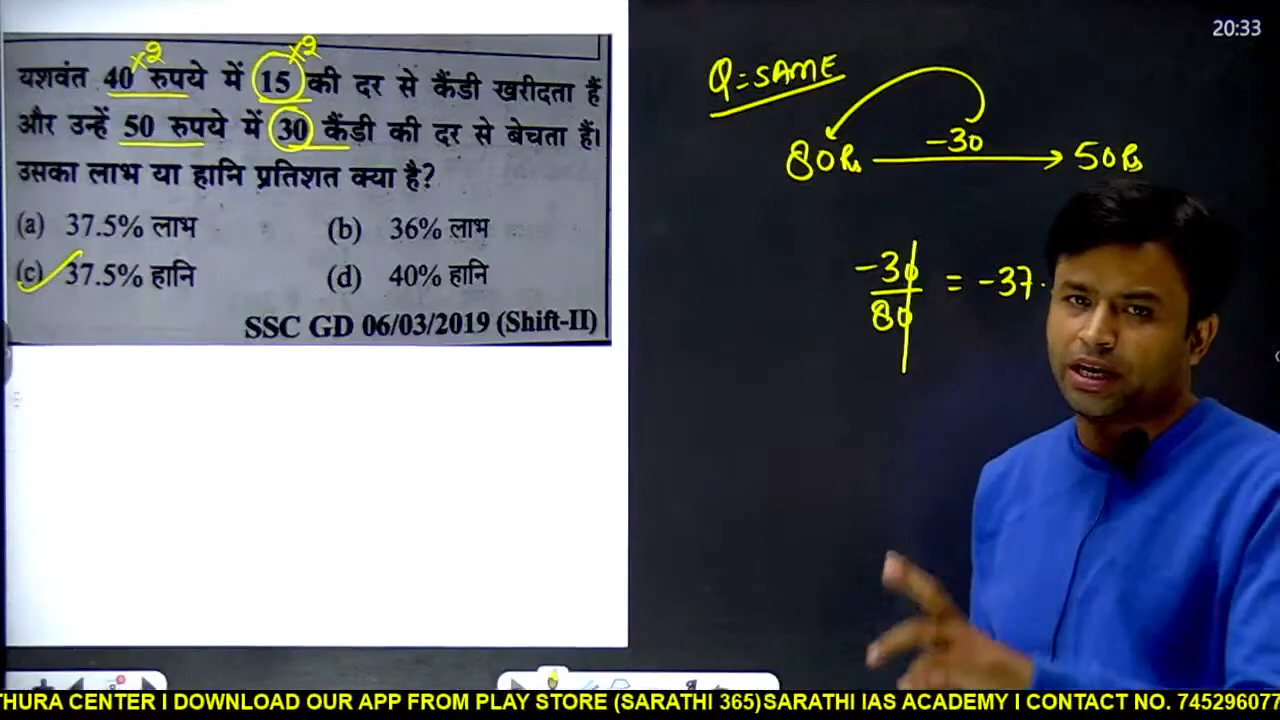 20:33
×2 ×2
यशवंत 40 रुपये में 15 की दर से कैंडी खरीदता हैं
और उन्हें 50 रुपये में 30 कैंडी की दर से बेचता हैं।
उसका लाभ या हानि प्रतिशत क्या है?
(a) 37.5% लाभ (b) 36% लाभ
(c) 37.5% हानि (d) 40% हानि
SSC GD 06/03/2019 (Shift-II)
Q=SAME
-30
80Rs 50Rs
-30
80
= -37.
THURA CENTER I DOWNLOAD OUR APP FROM PLAY STORE (SARATHI 365)SARATHI IAS ACADEMY I CONTACT NO. 745296077